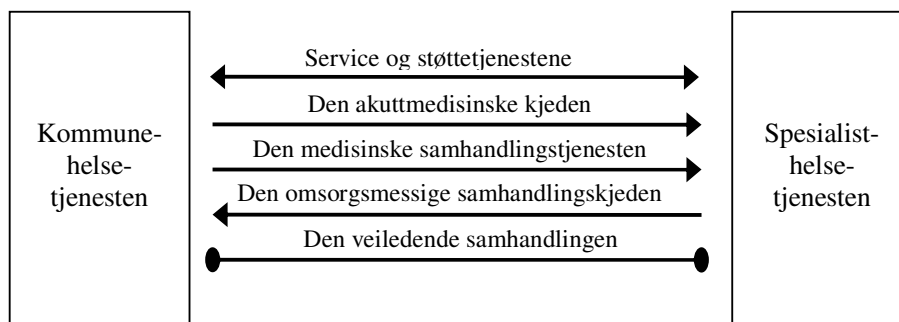 Kommune-
helse-
tjenesten
Service og støttetjenestene
Den akuttmedisinske kjeden
Den medisinske samhandlingstjenesten
Den omsorgsmessige samhandlingskjeden
Den veiledende samhandlingen
Spesialist-
helse-
tjenesten